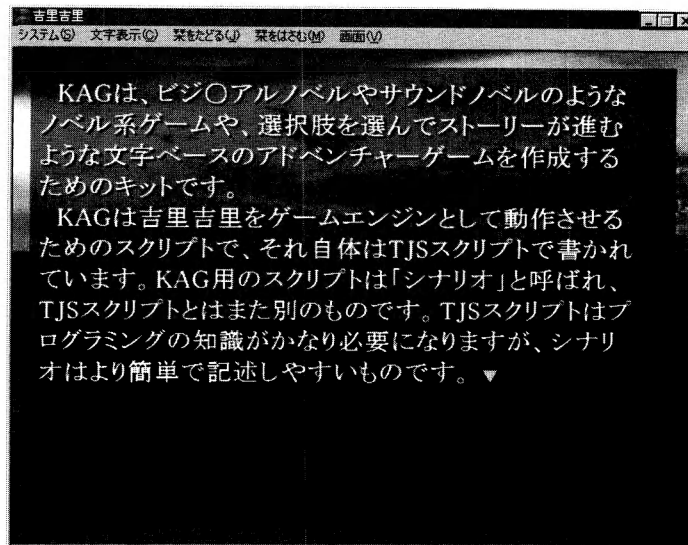 吉里吉里
システム(S) 文字表示(C) 栞をたどる(J) 栞をはさむ(M) 画面(V)
KAGは、ビジ○アルノベルやサウンドノベルのような
ノベル系ゲームや、選択肢を選んでストーリーが進む
ような文字ベースのアドベンチャーゲームを作成する
ためのキットです。
KAGは吉里吉里をゲームエンジンとして動作させる
ためのスクリプトで、それ自体はTJSスクリプトで書かれ
ています。KAG用のスクリプトは「シナリオ」と呼ばれ、
TJSスクリプトとはまた別のものです。TJSスクリプトはプ
ログラミングの知識がかなり必要になりますが、シナリ
オはより簡単で記述しやすいものです。